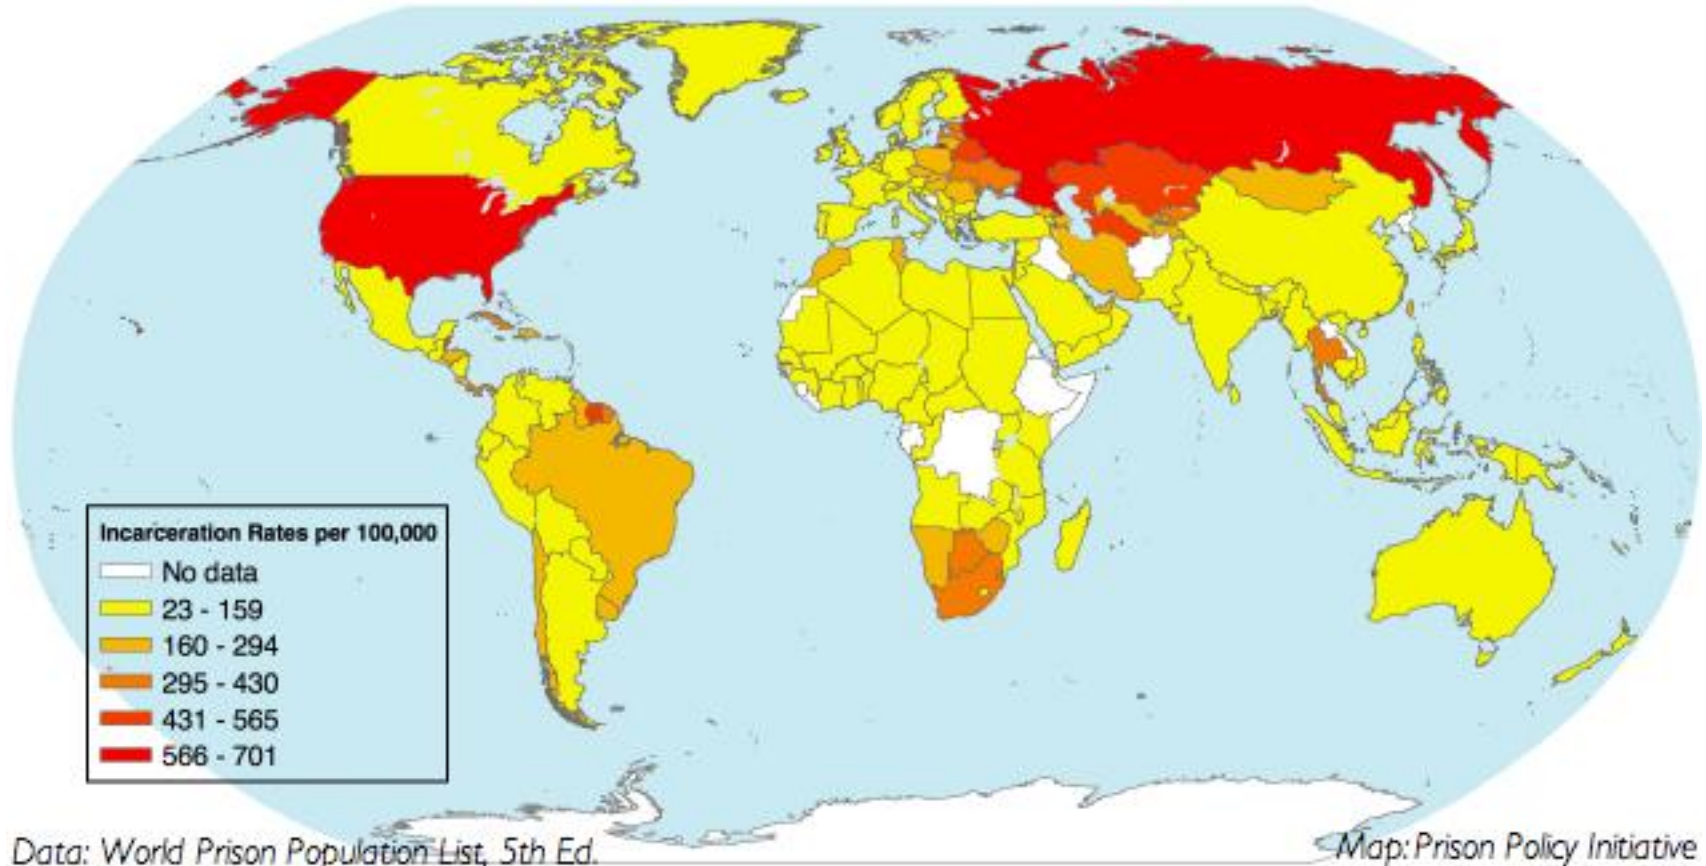 Incarceration Rates per 100,000
No data
23 - 159
160 - 294
295 - 430
431 - 565
566 - 701
Data: World Prison Population List, 5th Ed.
Map: Prison Policy Initiative